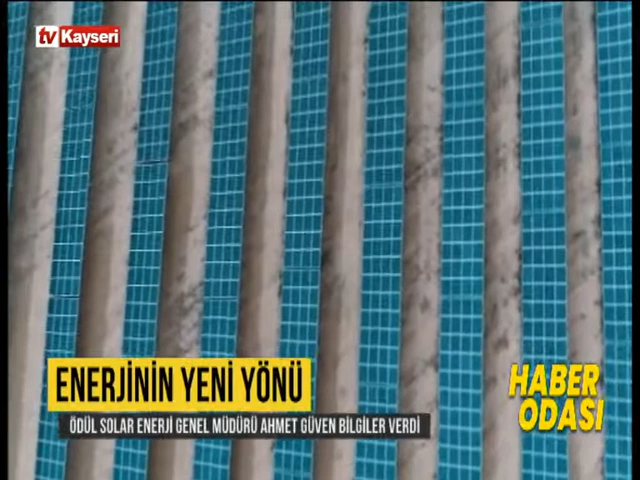 tv Kayseri
ENERJİNİN YENİ YÖNÜ
ÖDÜL SOLAR ENERJİ GENEL MÜDÜRÜ AHMET GÜVEN BİLGİLER VERDİ
HABER
ODASI